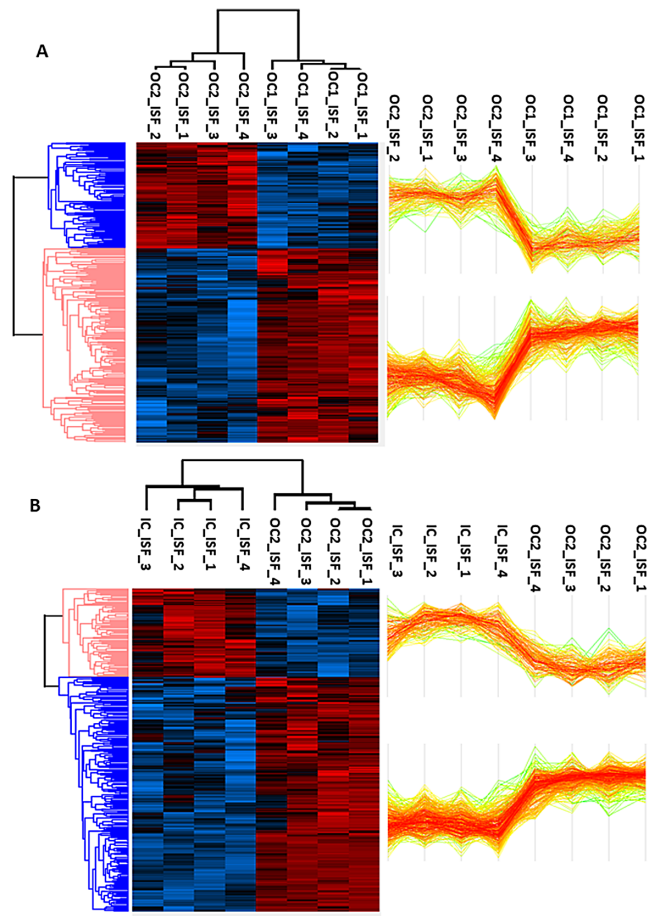 A
OC2_ISF_2
OC2_ISF_1
OC2_ISF_3
OC2_ISF_4
OC1_ISF_3
OC1_ISF_4
OC1_ISF_2
OC1_ISF_1
OC2_ISF_2
OC2_ISF_1
OC2_ISF_3
OC2_ISF_4
OC1_ISF_3
OC1_ISF_4
OC1_ISF_2
OC1_ISF_1
B
IC_ISF_3
IC_ISF_2
IC_ISF_1
IC_ISF_4
OC2_ISF_4
OC2_ISF_3
OC2_ISF_2
OC2_ISF_1
IC_ISF_3
IC_ISF_2
IC_ISF_1
IC_ISF_4
OC2_ISF_4
OC2_ISF_3
OC2_ISF_2
OC2_ISF_1